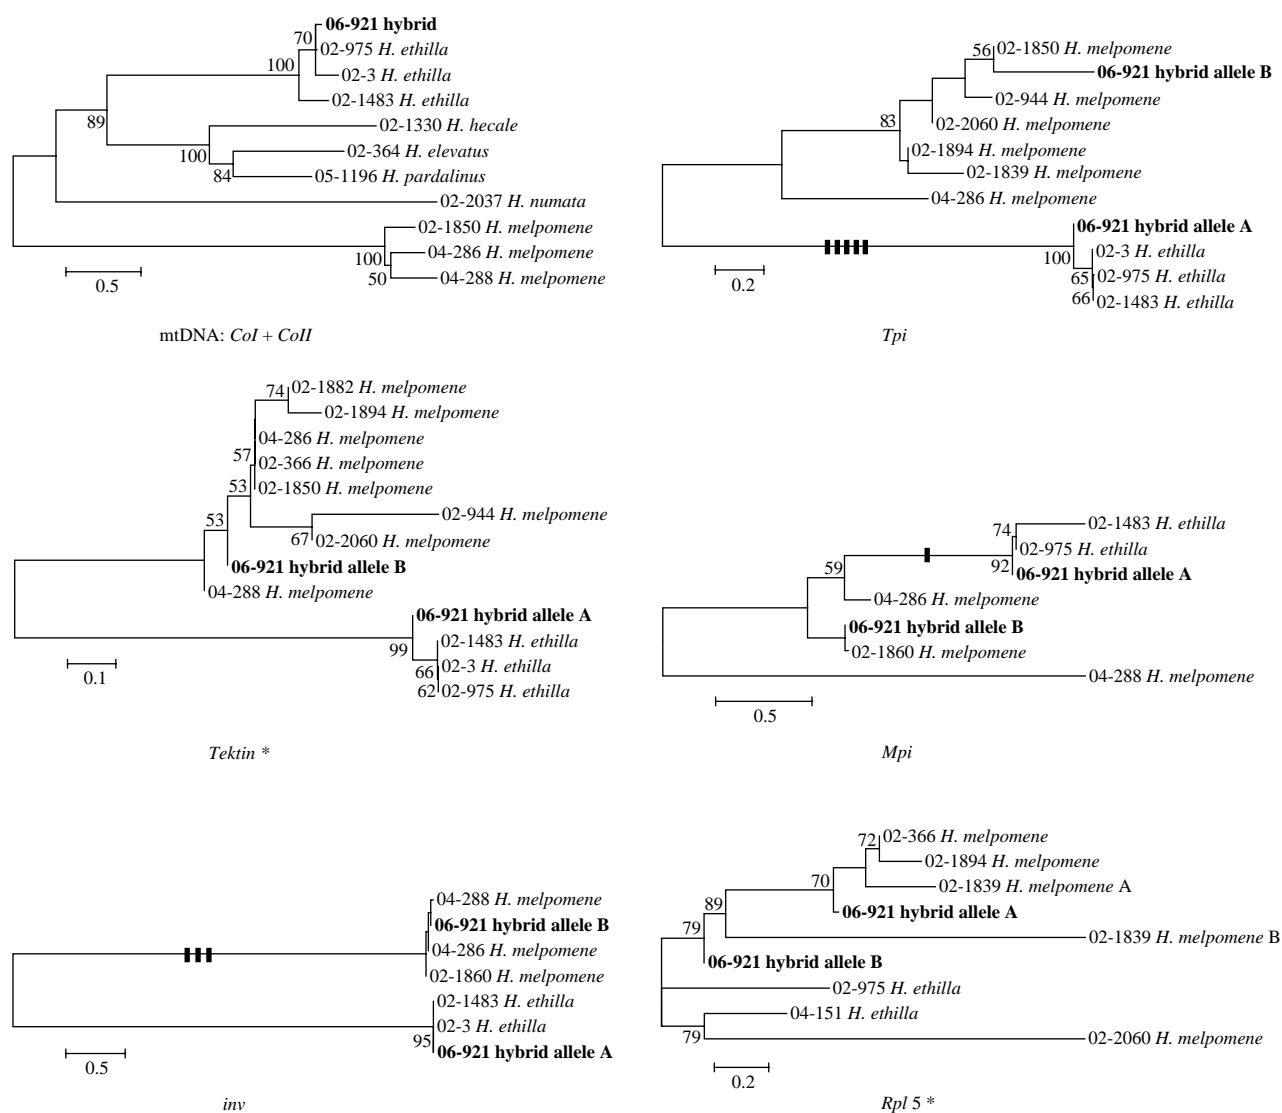 06-921 hybrid
70
02-975 H. ethilla
100
02-3 H. ethilla
02-1483 H. ethilla
89
02-1330 H. hecale
100
02-364 H. elevatus
84
05-1196 H. pardalinus
02-2037 H. numata
02-1850 H. melpomene
100
04-286 H. melpomene
50
04-288 H. melpomene
0.5
mtDNA: CoI + CoII
56
02-1850 H. melpomene
06-921 hybrid allele B
02-944 H. melpomene
83
02-2060 H. melpomene
02-1894 H. melpomene
02-1839 H. melpomene
04-286 H. melpomene
06-921 hybrid allele A
100
02-3 H. ethilla
65
02-975 H. ethilla
66
02-1483 H. ethilla
0.2
Tpi
74
02-1882 H. melpomene
02-1894 H. melpomene
04-286 H. melpomene
57
02-366 H. melpomene
53
02-1850 H. melpomene
02-944 H. melpomene
53
67
02-2060 H. melpomene
06-921 hybrid allele B
04-288 H. melpomene
06-921 hybrid allele A
99
02-1483 H. ethilla
66
02-3 H. ethilla
62
02-975 H. ethilla
0.1
Tektin *
74
02-1483 H. ethilla
02-975 H. ethilla
92
06-921 hybrid allele A
59
04-286 H. melpomene
06-921 hybrid allele B
02-1860 H. melpomene
04-288 H. melpomene
0.5
Mpi
04-288 H. melpomene
06-921 hybrid allele B
04-286 H. melpomene
02-1860 H. melpomene
02-1483 H. ethilla
02-3 H. ethilla
95
06-921 hybrid allele A
0.5
inv
72
02-366 H. melpomene
02-1894 H. melpomene
70
02-1839 H. melpomene A
89
06-921 hybrid allele A
79
02-1839 H. melpomene B
06-921 hybrid allele B
02-975 H. ethilla
04-151 H. ethilla
79
02-2060 H. melpomene
0.2
Rpl 5 *